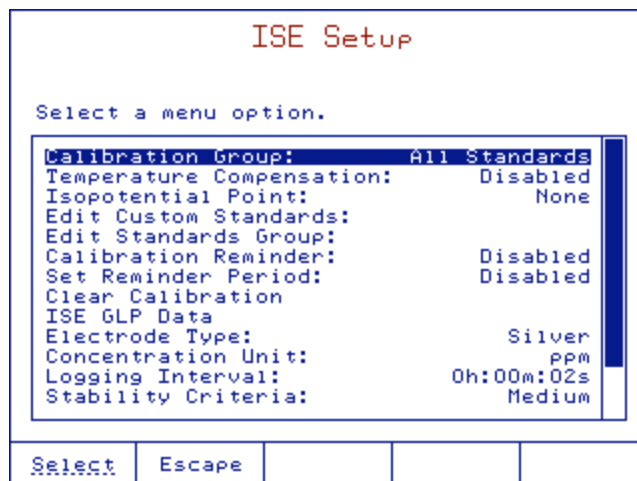 ISE Setup
Select a menu option.
Calibration Group: All Standards
Temperature Compensation: Disabled
Isopotential Point: None
Edit Custom Standards:
Edit Standards Group:
Calibration Reminder: Disabled
Set Reminder Period: Disabled
Clear Calibration
ISE GLP Data
Electrode Type: Silver
Concentration Unit: ppm
Logging Interval: 0h:00m:02s
Stability Criteria: Medium
Select Escape